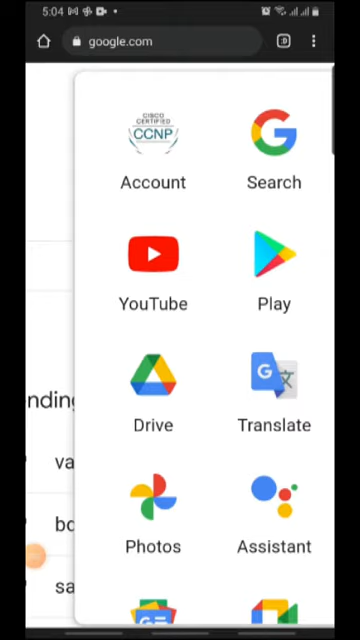 5:04
google.com
:D
CISCO
CERTIFIED
CCNP
Account
Search
YouTube
Play
Drive
Translate
nding
va
Photos
Assistant
bo
sa